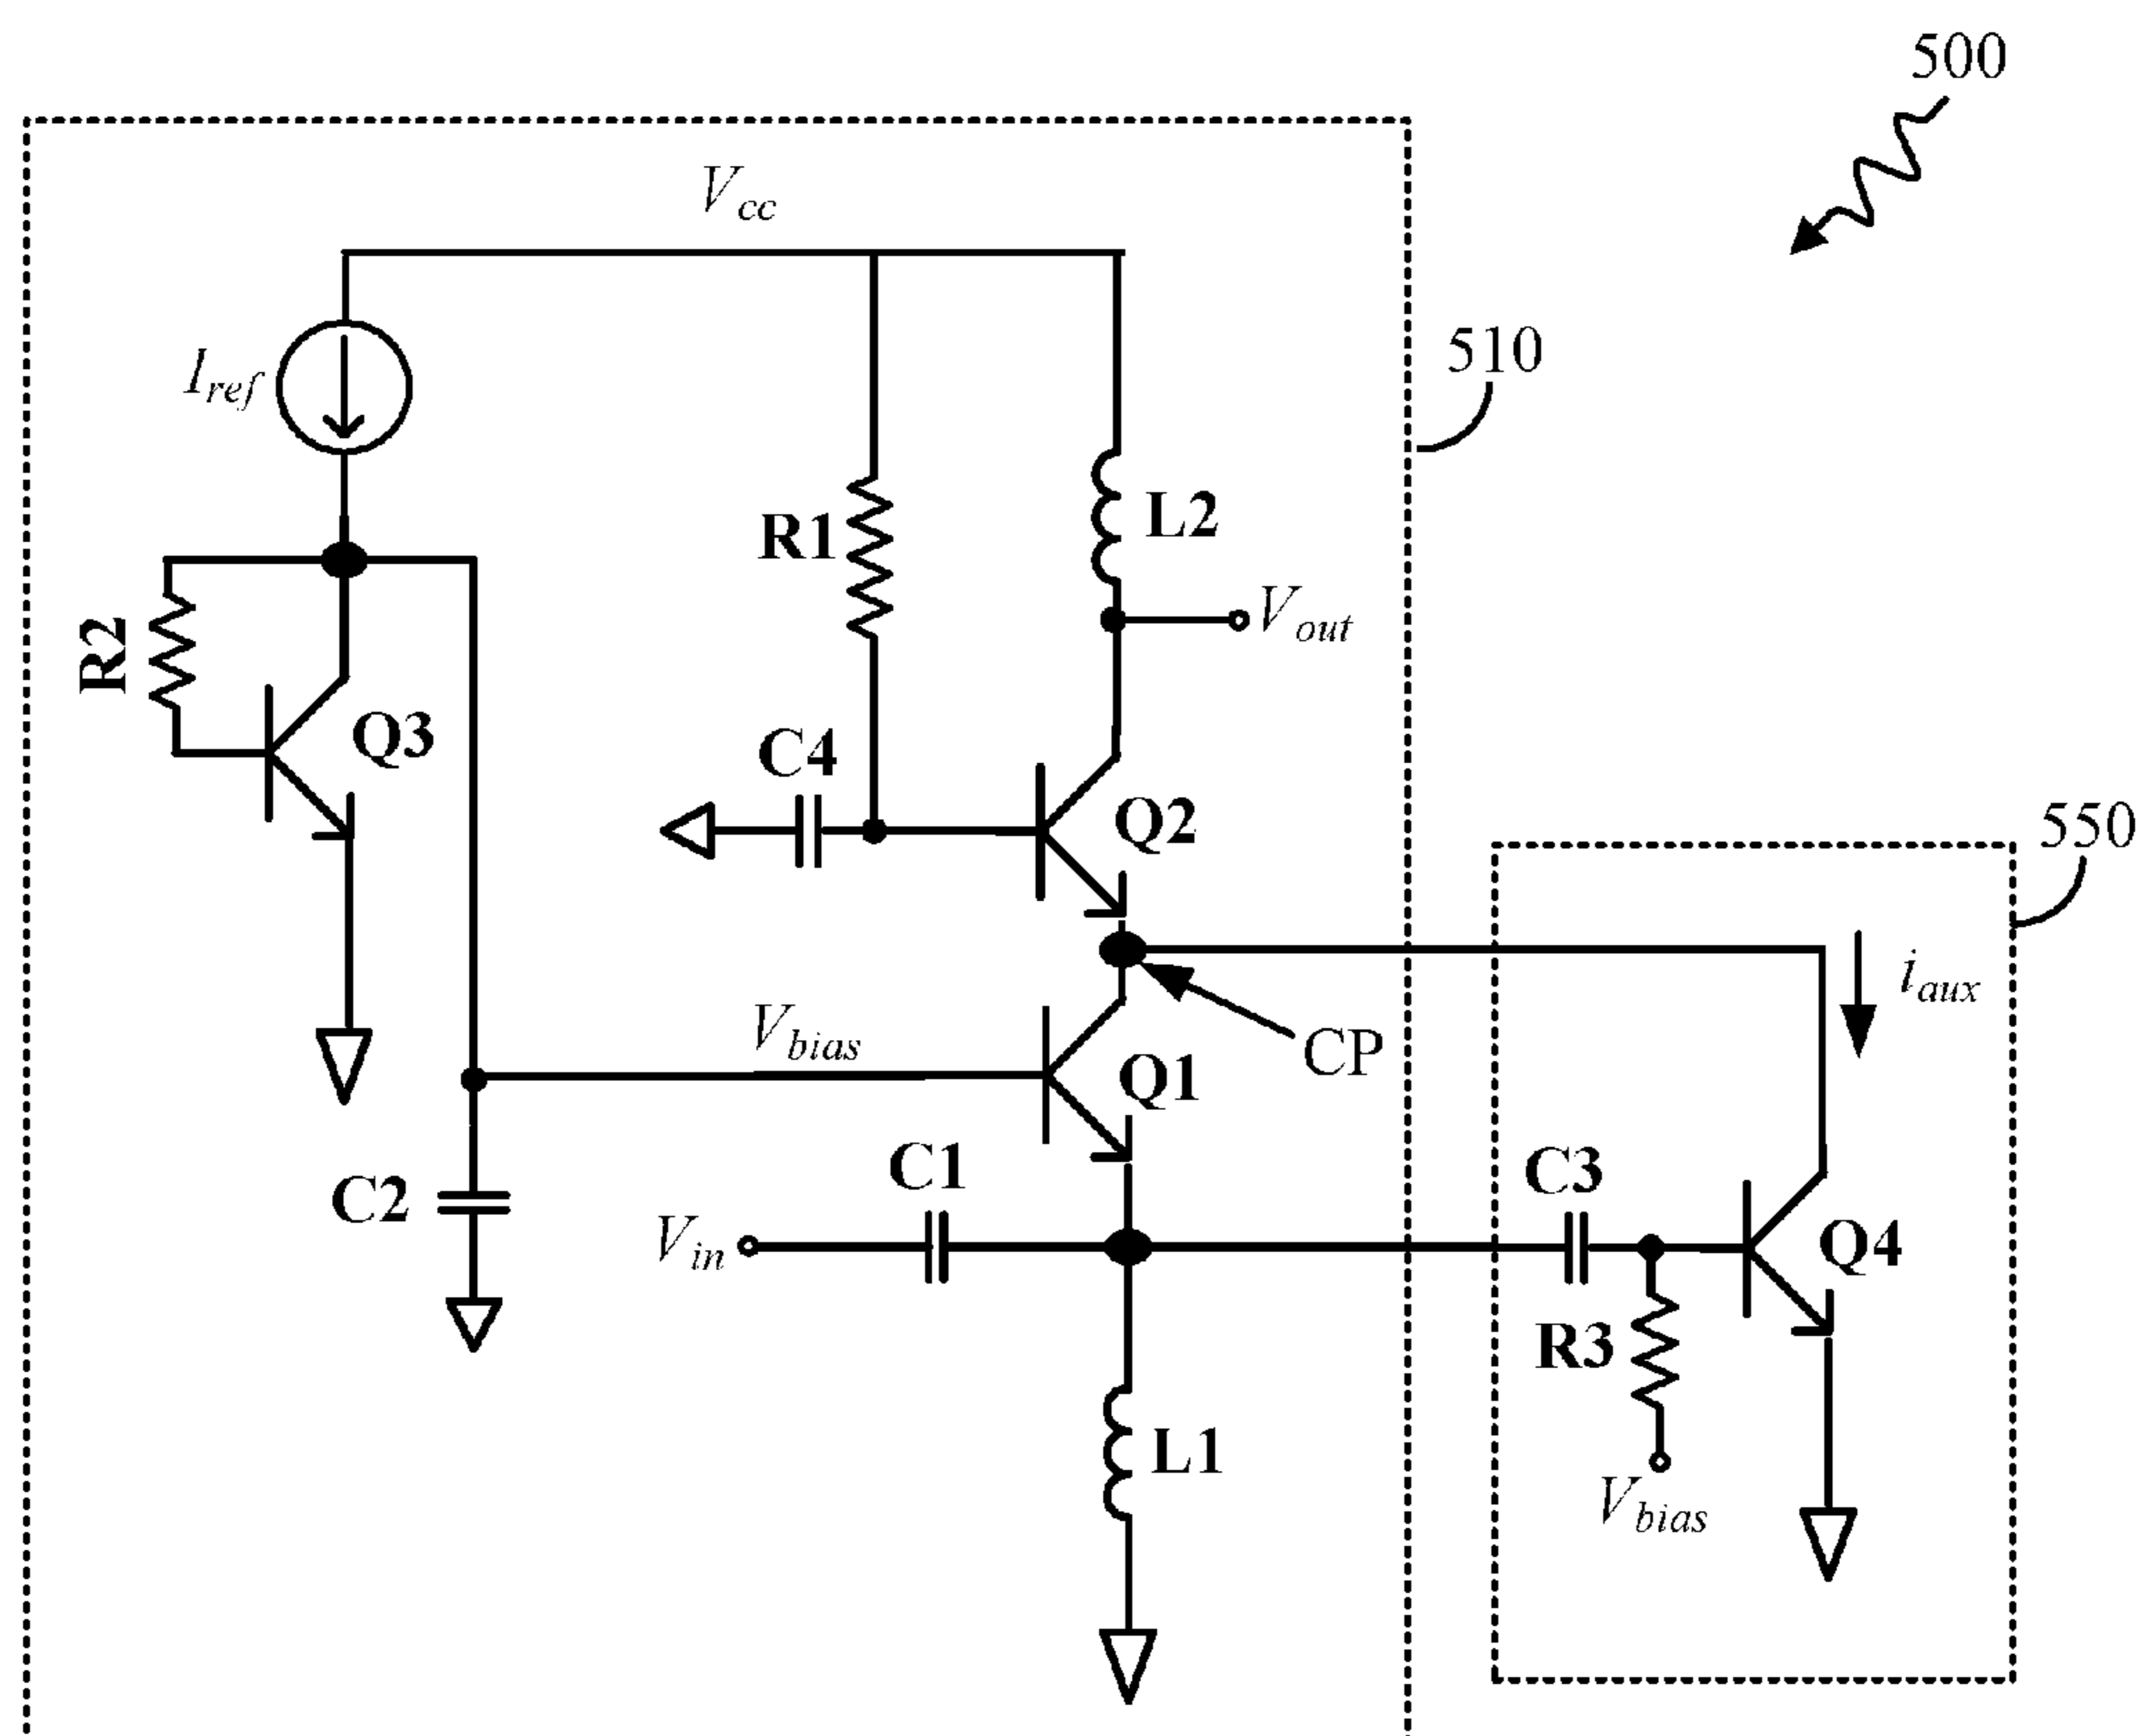 500
Vcc
Iref
510
R1
L2
Vout
R2
Q3
C4
Q2
550
iaux
Vbias
CP
Q1
C1
C3
C2
Vin
Q4
R3
L1
Vbias